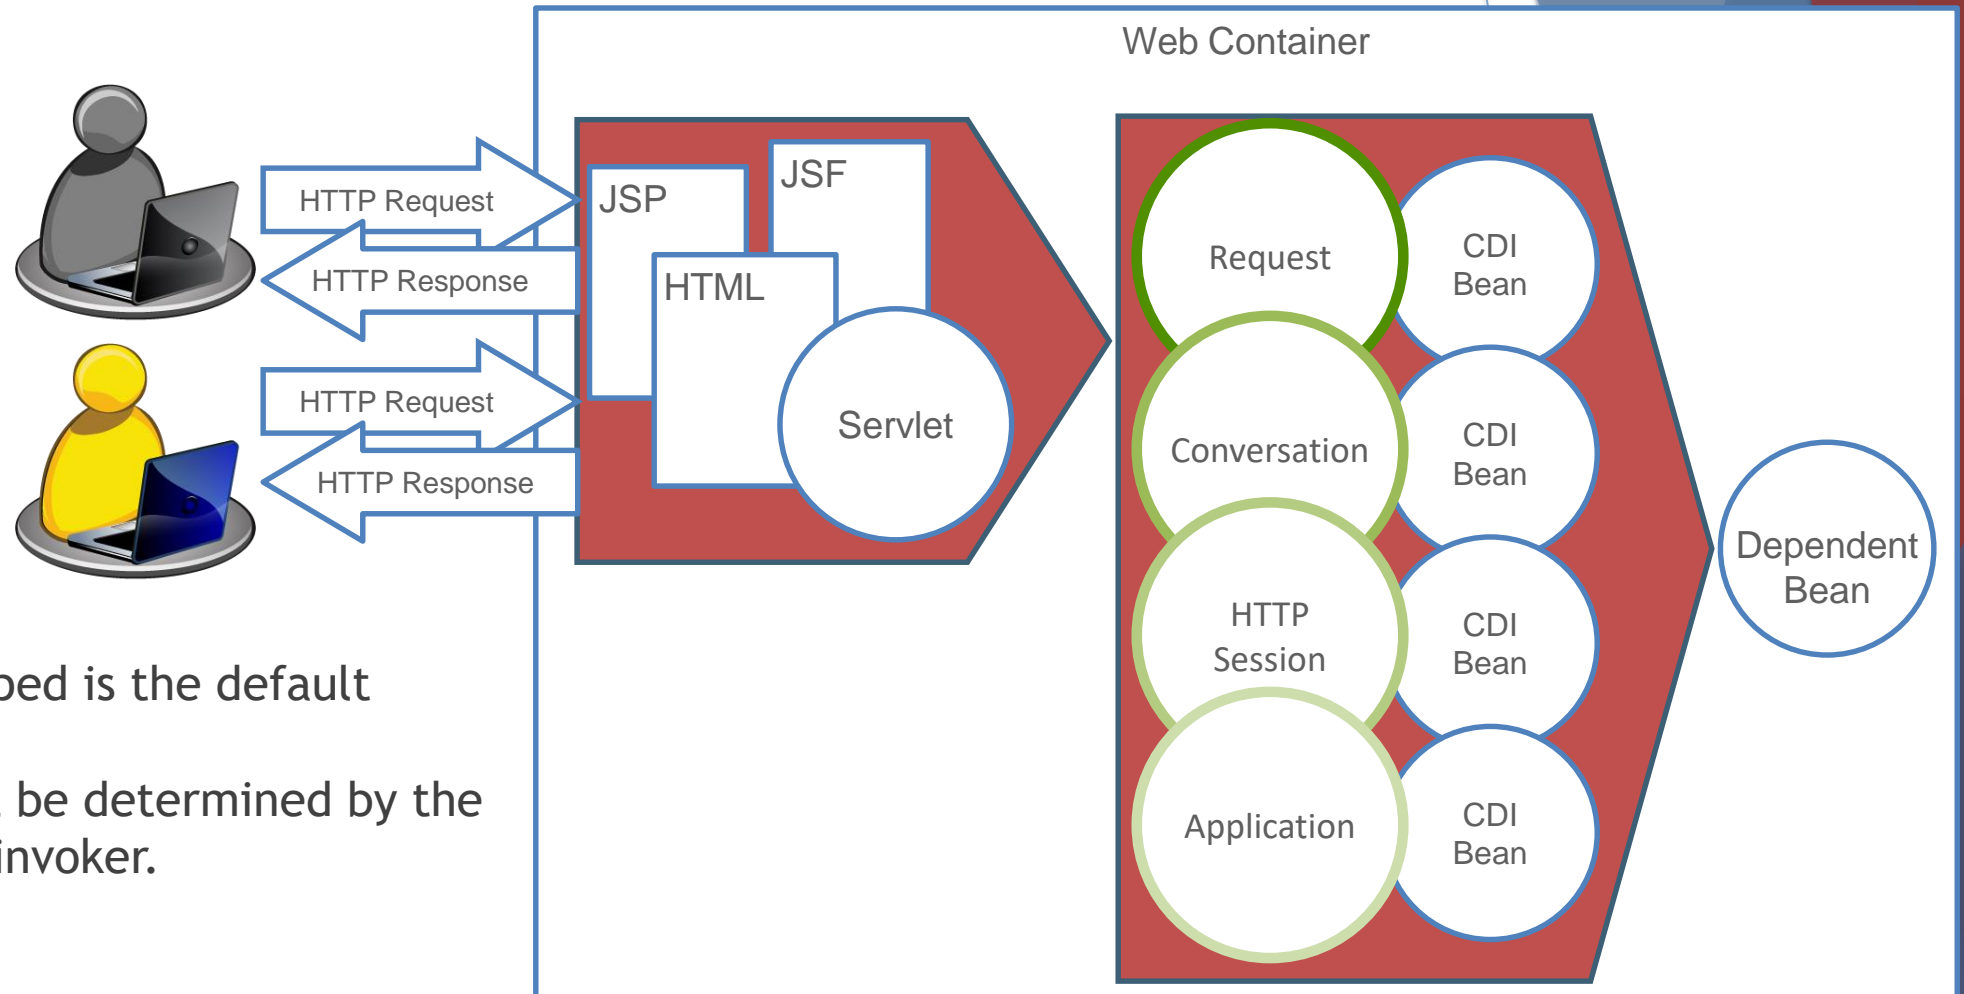 Web Container
HTTP Request
HTTP Response
HTTP Request
HTTP Response
JSP
JSF
HTML
Servlet
Request
CDI
Bean
Conversation
CDI
Bean
HTTP
Session
CDI
Bean
Application
CDI
Bean
Dependent
Bean
is the default
be determined by the
invoker.